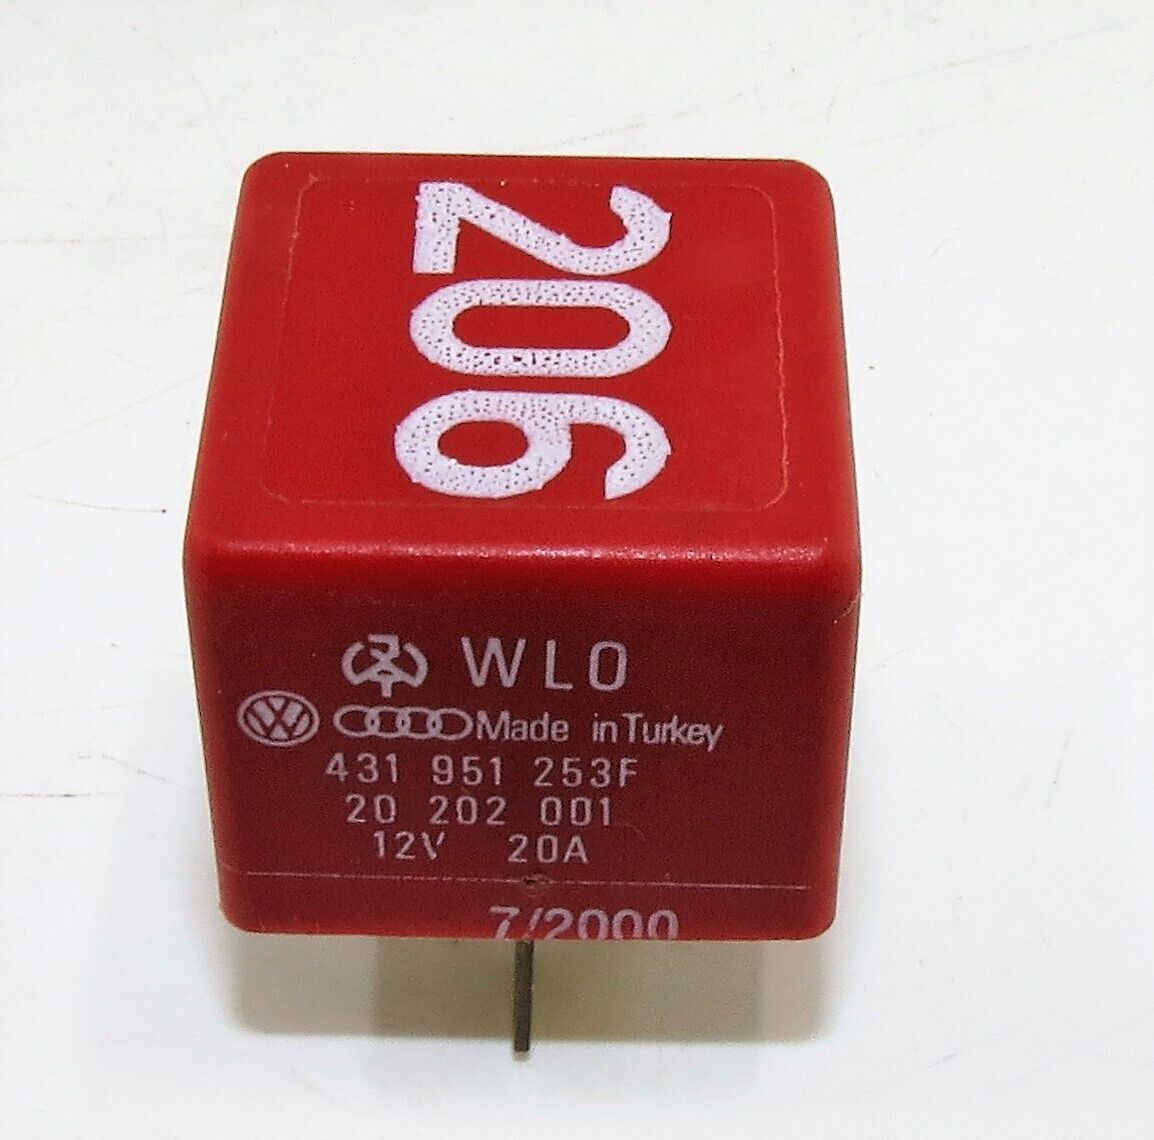 206
WLO
Made in Turkey
431 951 253F
20 202 001
12V 20A
7/2000